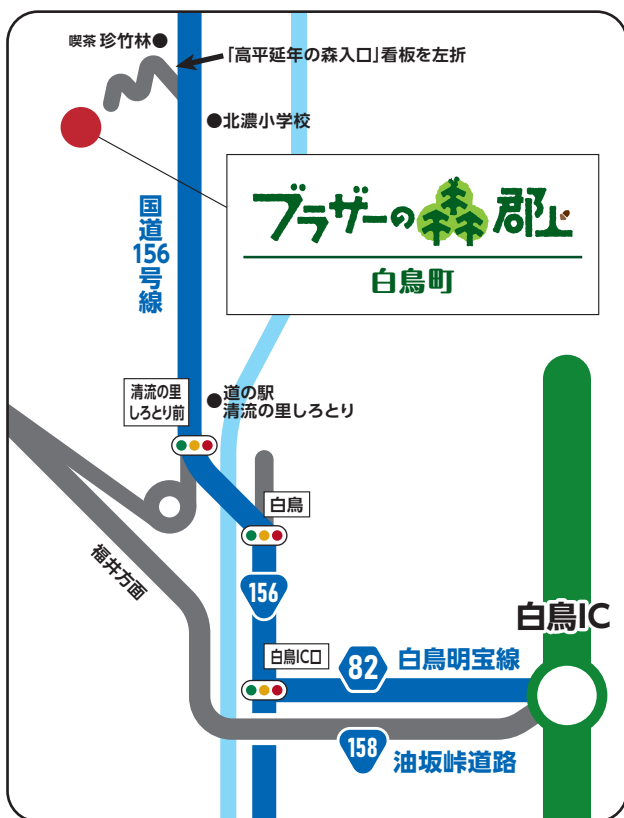 喫茶 珍竹林
「高平延年の森入口」看板を左折
北濃小学校
ブラザーの森 郡上
白鳥町
国道156号線
清流の里
しろとり前
道の駅
清流の里しろとり
白鳥
福井方面
156
白鳥IC
白鳥IC口
82 白鳥明宝線
158 油坂峠道路